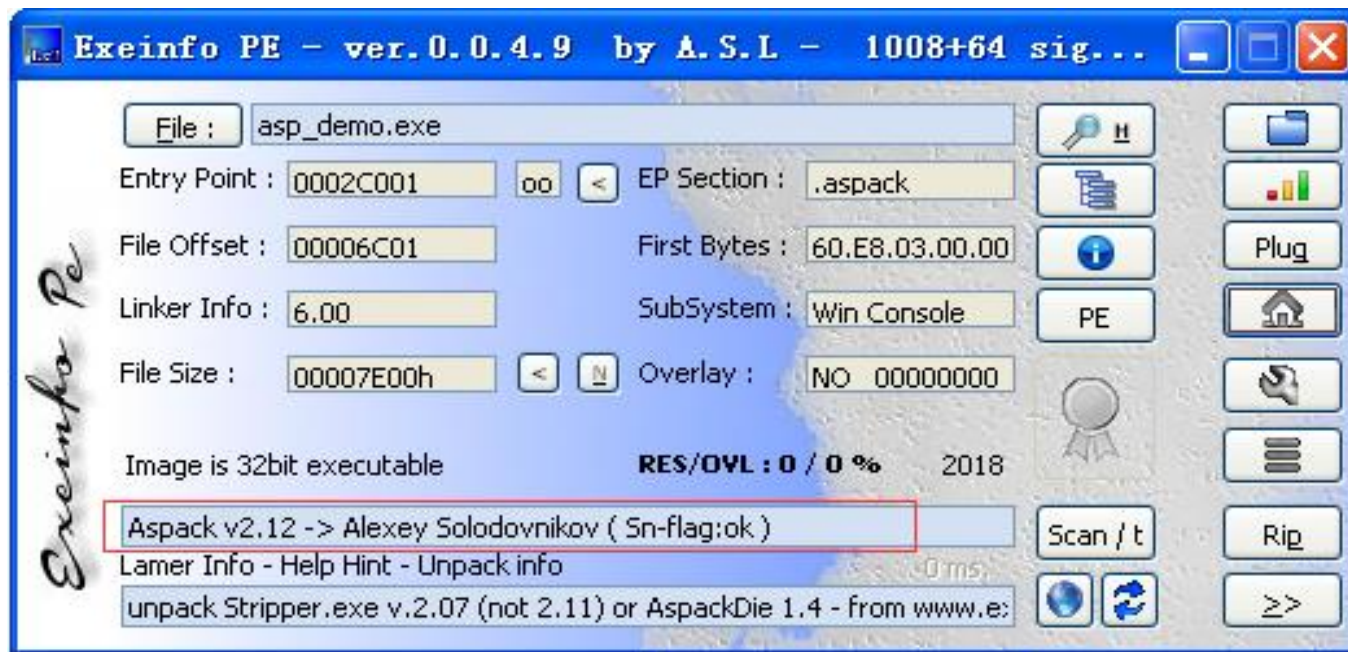 Exeinfo PE - ver.0.0.4.9 by A.S.L - 1008+64 sig...
File : asp_demo.exe H
Entry Point : 0002C001 oo < EP Section : .aspack
File Offset : 00006C01 First Bytes : 60.E8.03.00.00 Plug
Linker Info : 6.00 SubSystem : Win Console PE
File Size : 00007E00h < N Overlay : NO 00000000
Image is 32bit executable RES/OVL : 0 / 0 % 2018
Aspack v2.12 -> Alexey Solodovnikov ( Sn-flag:ok ) Scan / t Rip
Lamer Info - Help Hint - Unpack info 0 ms.
unpack Stripper.exe v.2.07 (not 2.11) or AspackDie 1.4 - from www.e >>
Exeinfo Pe